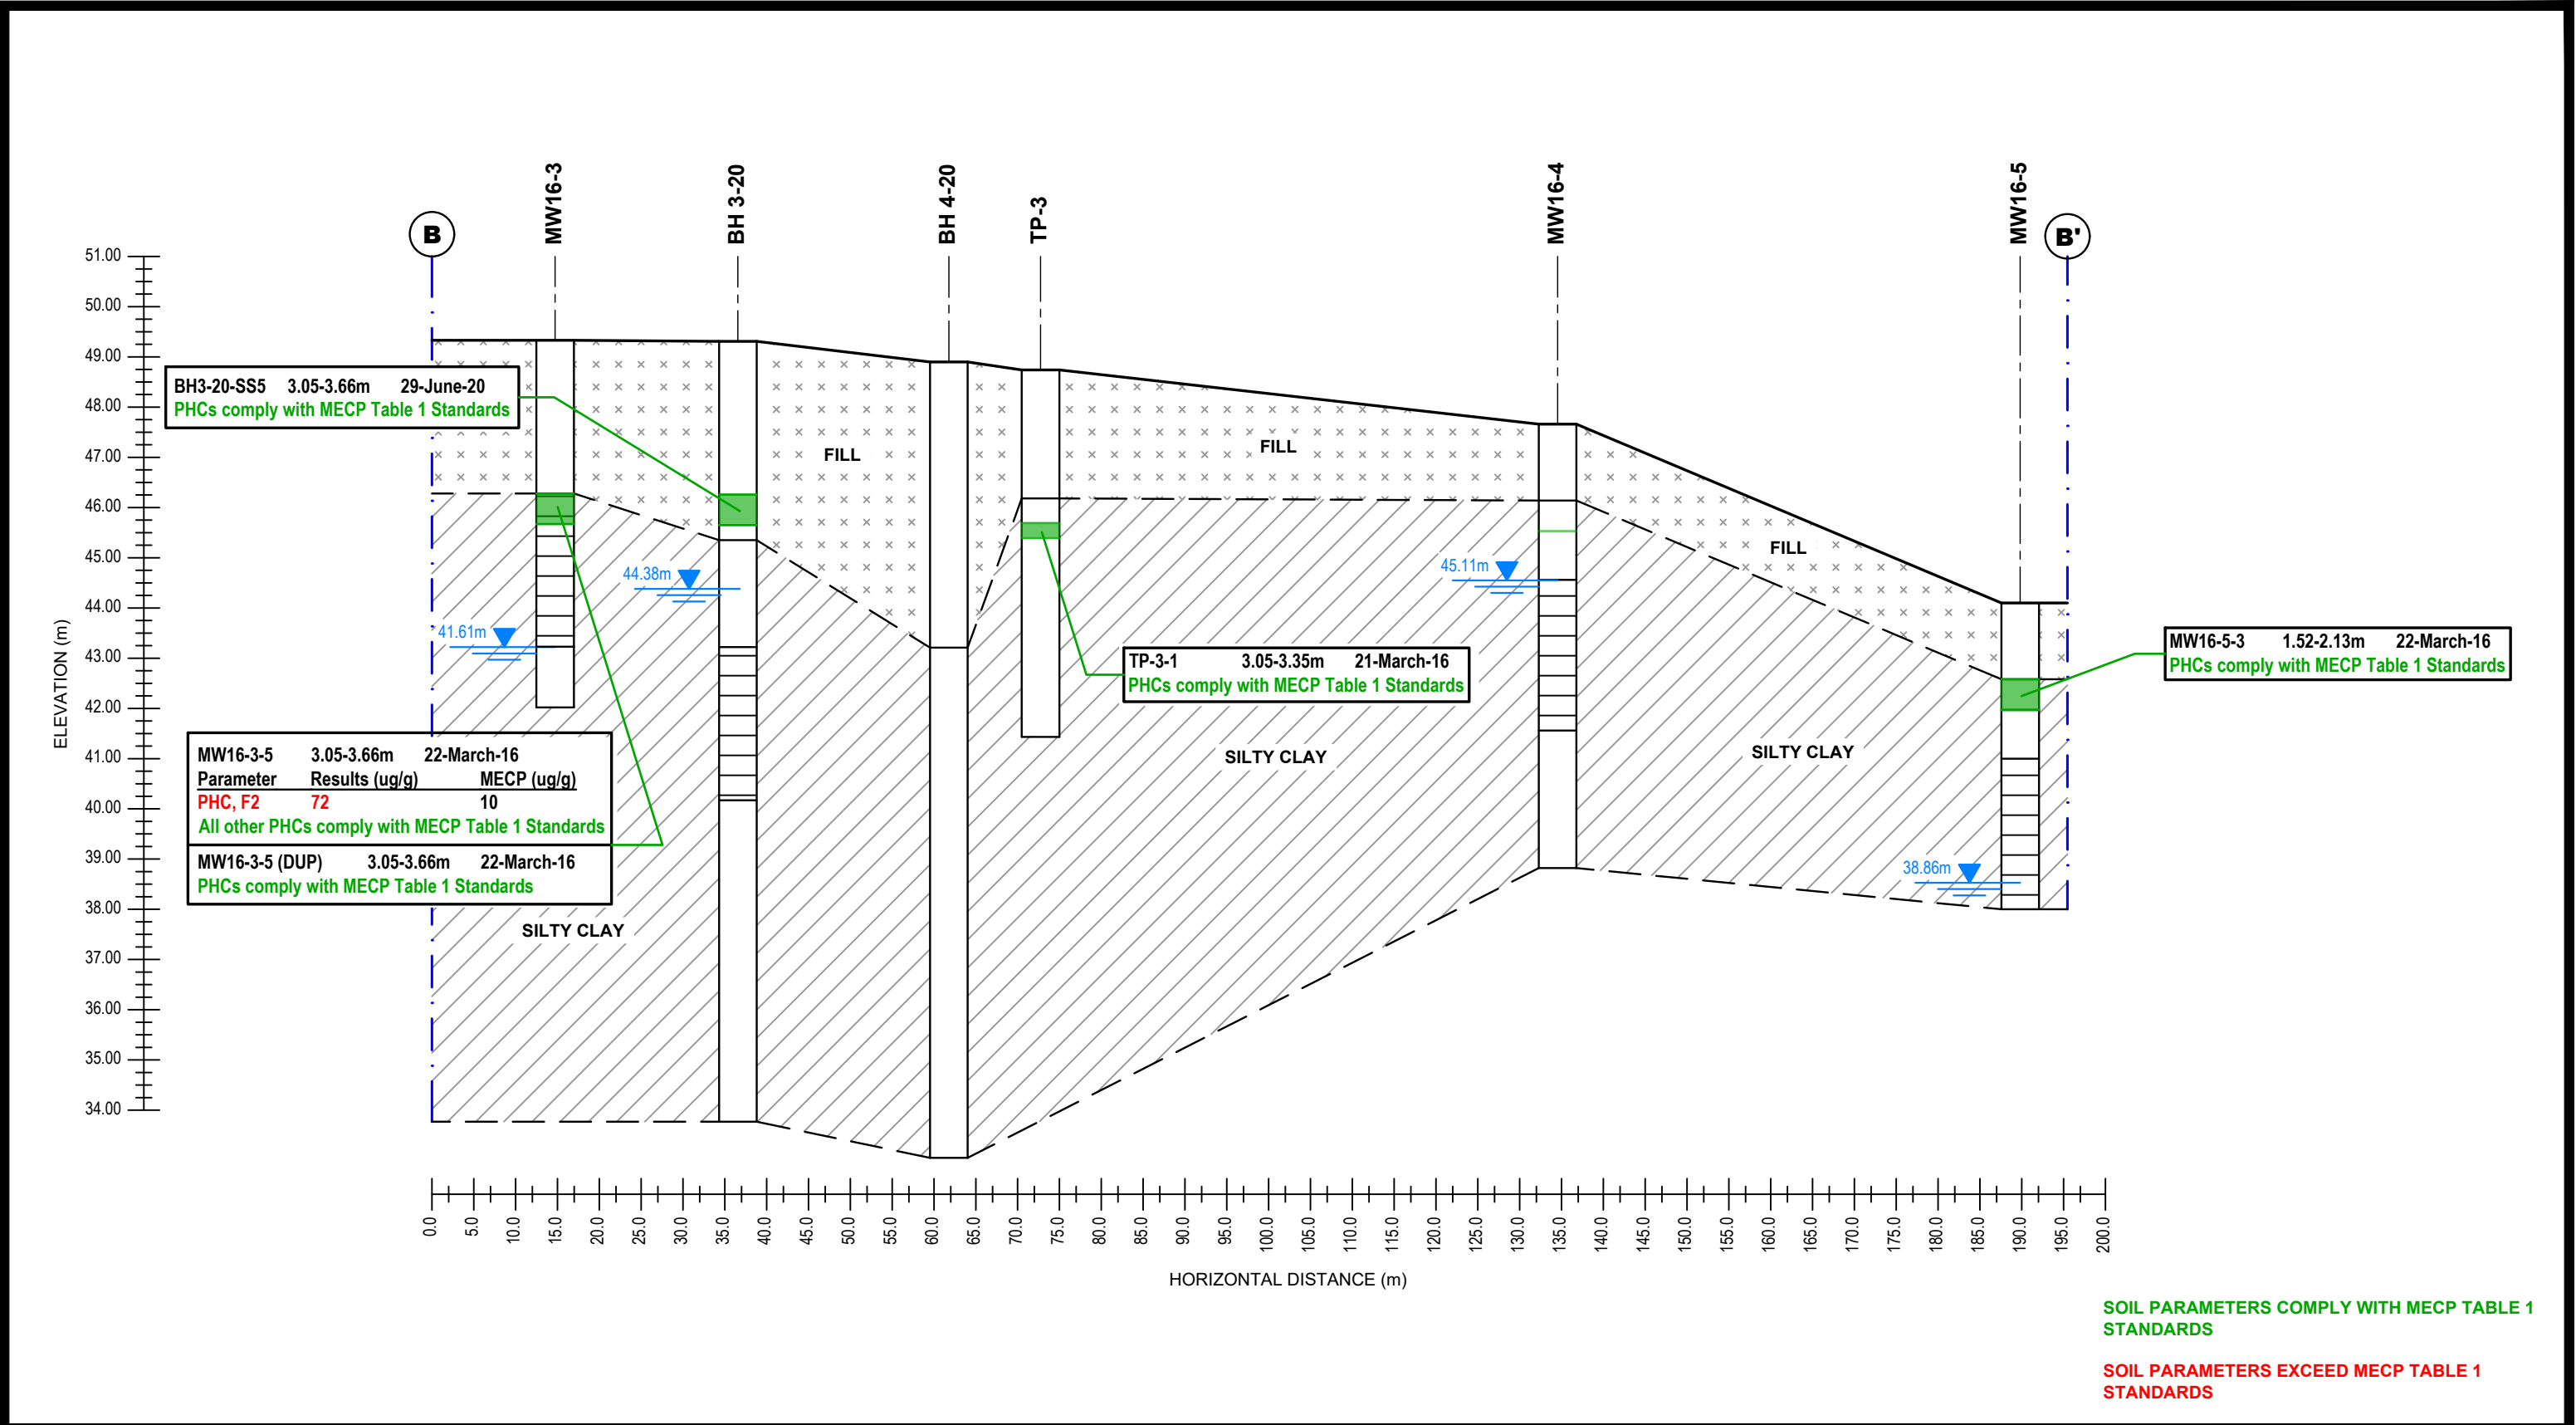 MW16-3
BH 3-20
BH 4-20
TP-3
MW16-4
MW16-5
B
B'
51.00
50.00
49.00
48.00
47.00
46.00
45.00
44.00
43.00
42.00
41.00
40.00
39.00
38.00
37.00
36.00
35.00
34.00
ELEVATION (m)
BH3-20-SS5 3.05-3.66m 29-June-20
PHCs comply with MECP Table 1 Standards
FILL
FILL
FILL
44.38m
45.11m
41.61m
38.86m
TP-3-1 3.05-3.35m 21-March-16
PHCs comply with MECP Table 1 Standards
MW16-5-3 1.52-2.13m 22-March-16
PHCs comply with MECP Table 1 Standards
MW16-3-5 3.05-3.66m 22-March-16
Parameter Results (ug/g) MECP (ug/g)
PHC, F2 72 10
All other PHCs comply with MECP Table 1 Standards
MW16-3-5 (DUP) 3.05-3.66m 22-March-16
PHCs comply with MECP Table 1 Standards
SILTY CLAY
SILTY CLAY
SILTY CLAY
0.0 5.0 10.0 15.0 20.0 25.0 30.0 35.0 40.0 45.0 50.0 55.0 60.0 65.0 70.0 75.0 80.0 85.0 90.0 95.0 100.0 105.0 110.0 115.0 120.0 125.0 130.0 135.0 140.0 145.0 150.0 155.0 160.0 165.0 170.0 175.0 180.0 185.0 190.0 195.0 200.0
HORIZONTAL DISTANCE (m)
SOIL PARAMETERS COMPLY WITH MECP TABLE 1
STANDARDS
SOIL PARAMETERS EXCEED MECP TABLE 1
STANDARDS